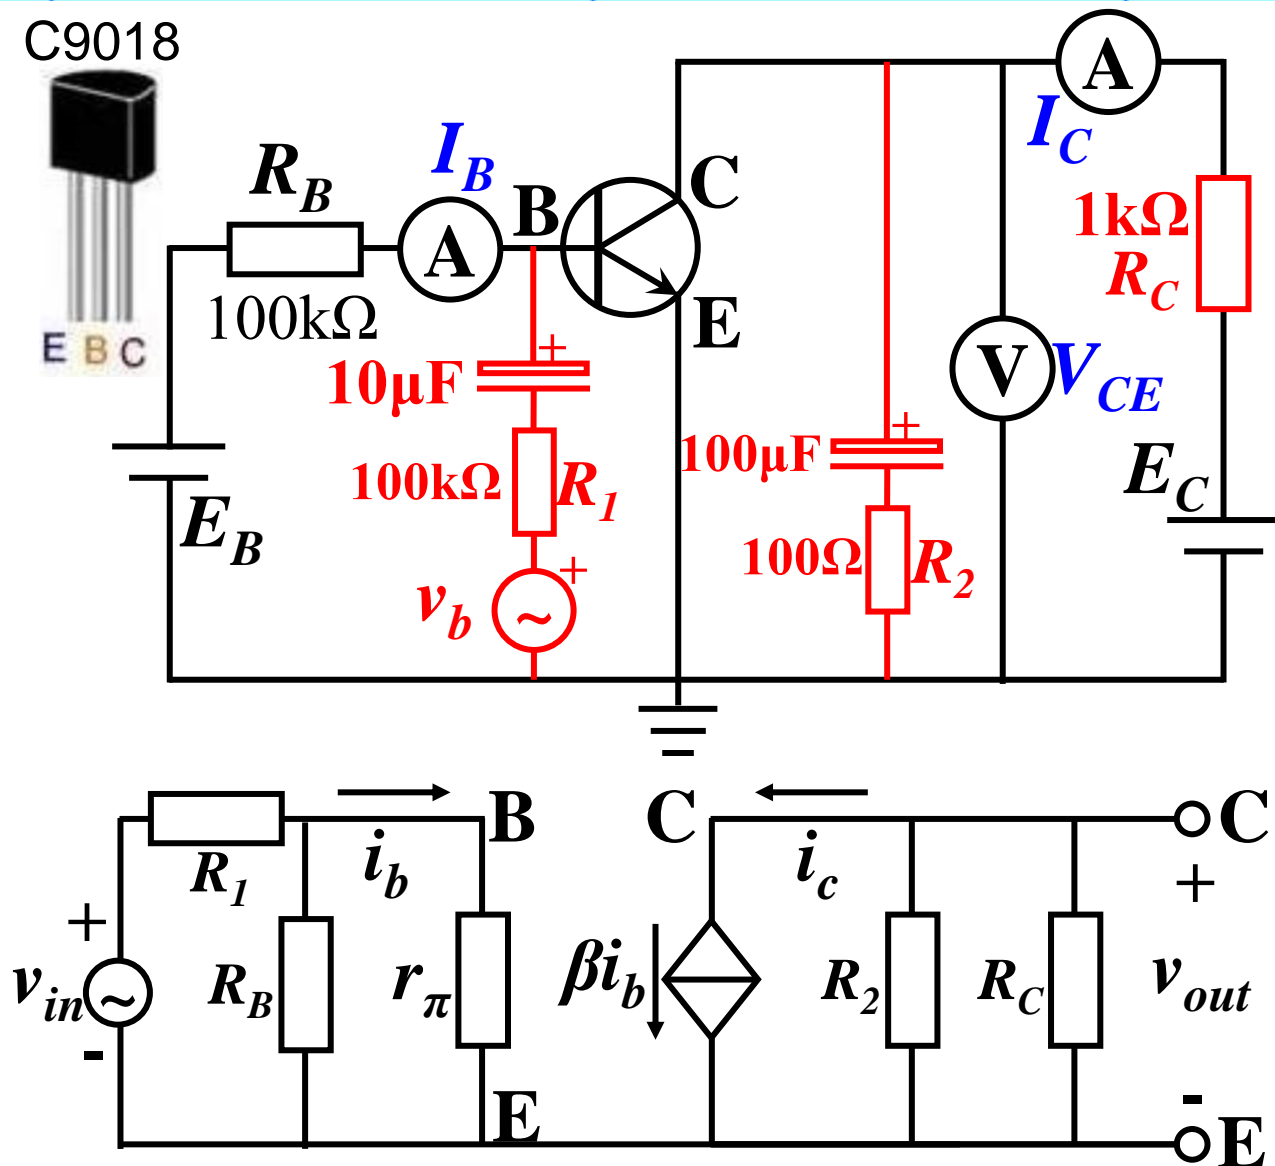 C9018
E B C
R_B
100kΩ
I_B
A
B
C
E
E_B
10μF
+
100kΩ
R_1
v_b
+
~
100μF
+
100Ω
R_2
A
I_C
V
V_CE
1kΩ
R_C
E_C
R_1
i_b
B
+
v_in
~
-
R_B
r_π
E
C
i_c
βi_b
R_2
R_C
C
+
v_out
-
E